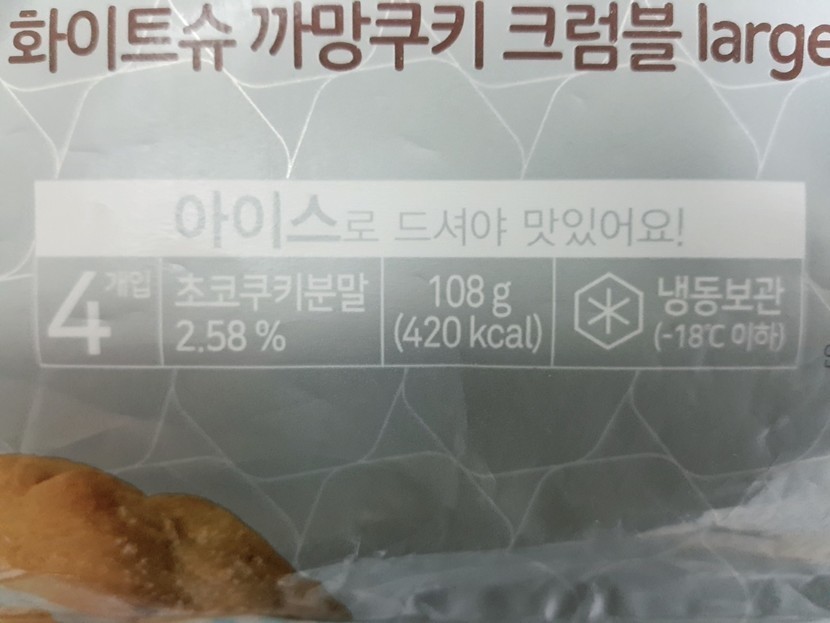 화이트슈 까망쿠키 크럼블 large
아이스로 드셔야 맛있어요!
4개입
초코쿠키분말
2.58 %
108 g
(420 kcal)
냉동보관
(-18℃ 이하)